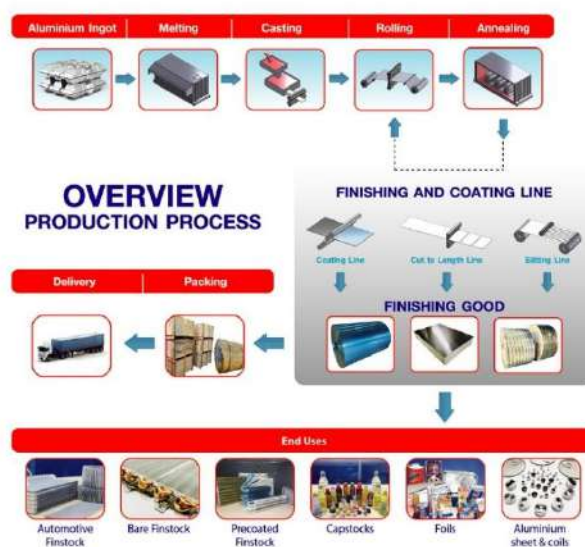 Aluminium Ingot
Melting
Casting
Rolling
Annealing
OVERVIEW
PRODUCTION PROCESS
FINISHING AND COATING LINE
Coating Line
Cut to Length Line
Slitting Line
Delivery
Packing
FINISHING GOOD
End Uses
Automotive
Finstock
Bare Finstock
Precoated
Finstock
Capstocks
Foils
Aluminium
sheet & coils